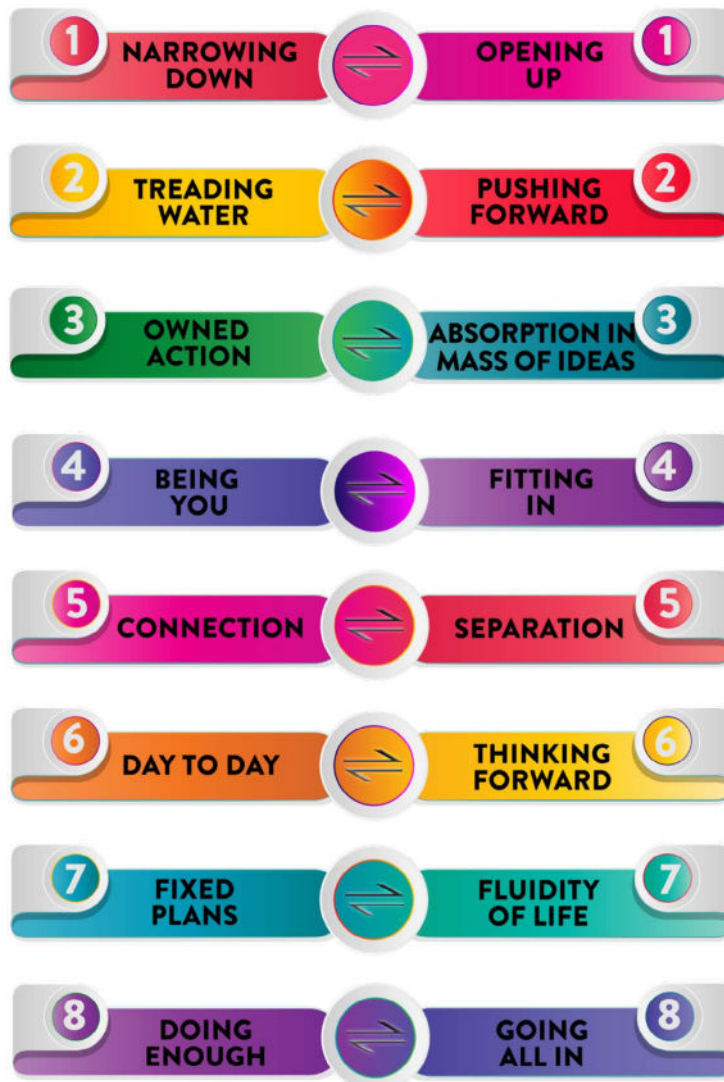 1 NARROWING DOWN OPENING UP 1
2 TREADING WATER PUSHING FORWARD 2
3 OWNED ACTION ABSORPTION IN MASS OF IDEAS 3
4 BEING YOU FITTING IN 4
5 CONNECTION SEPARATION 5
6 DAY TO DAY THINKING FORWARD 6
7 FIXED PLANS FLUIDITY OF LIFE 7
8 DOING ENOUGH GOING ALL IN 8